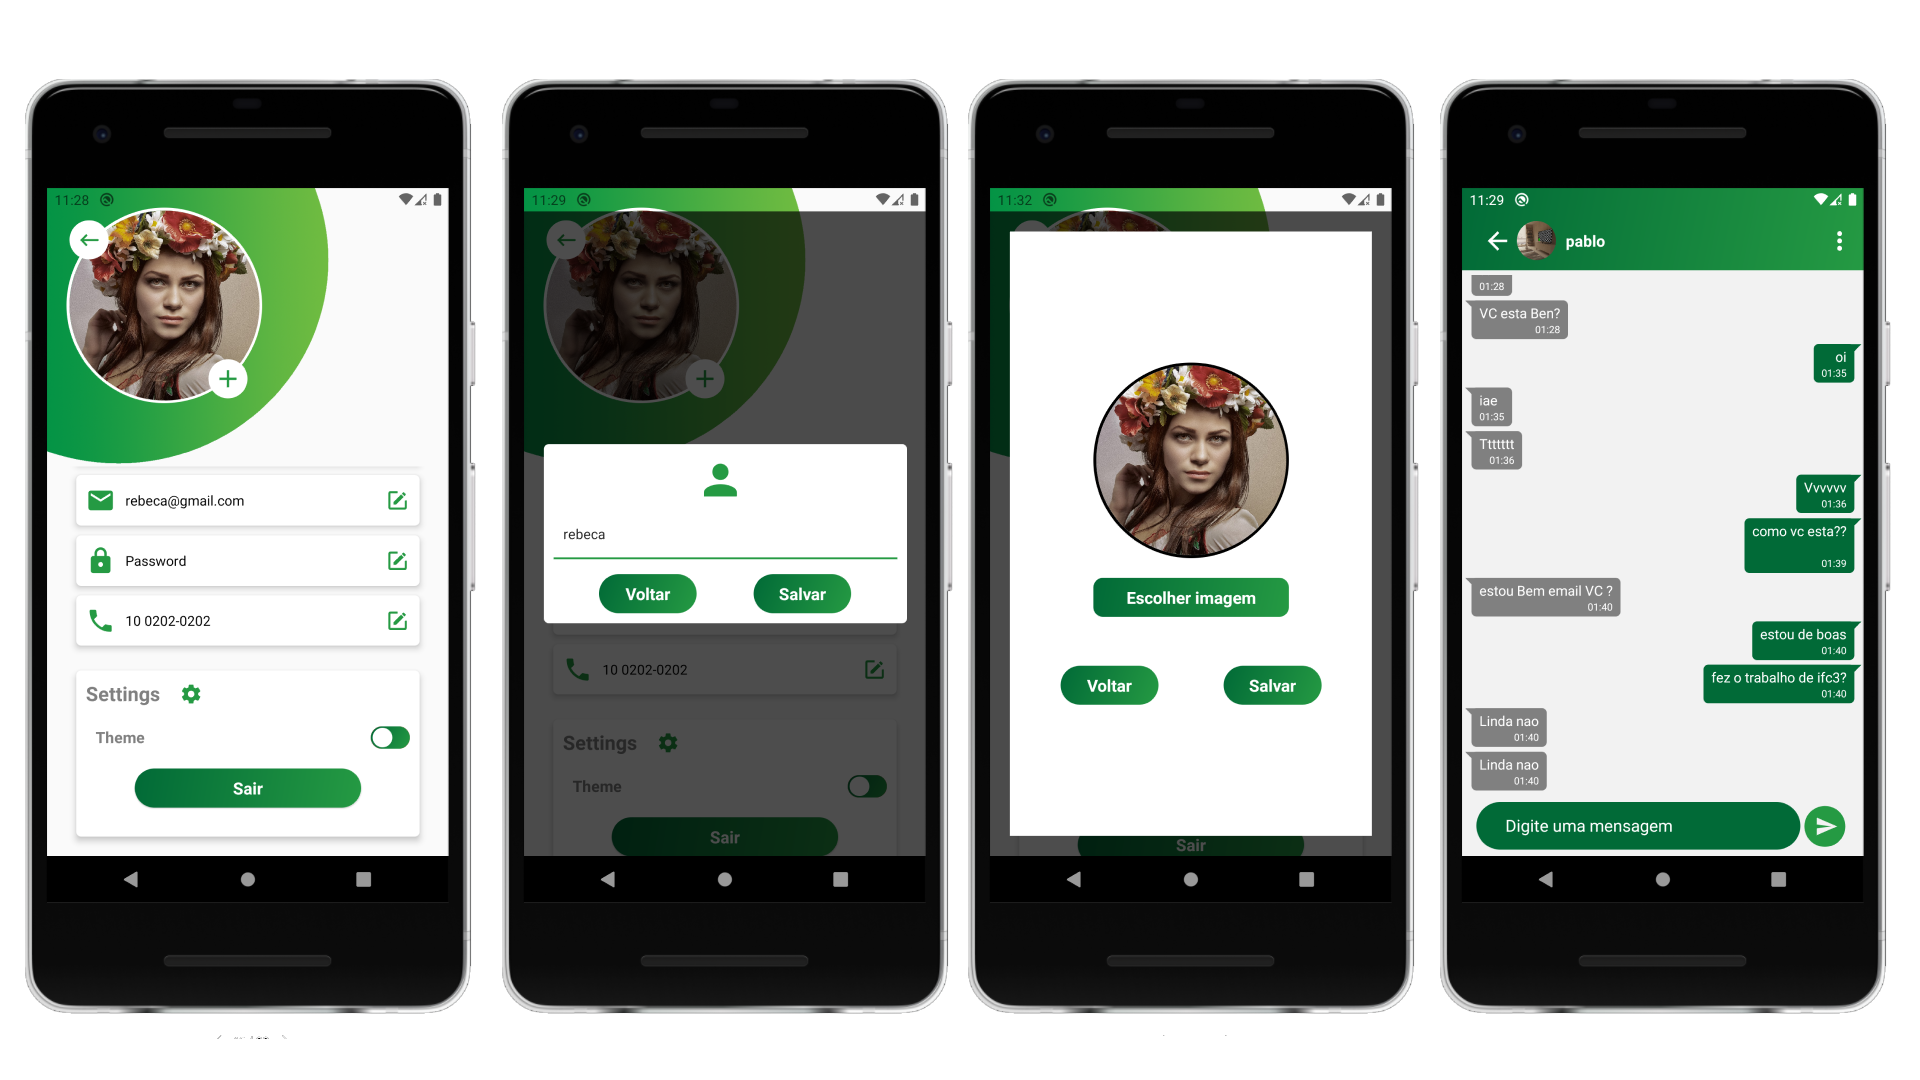 11:28
rebeca@gmail.com
Password
10 0202-0202
Settings
Theme
Sair
11:29
rebeca
Voltar
Salvar
10 0202-0202
Settings
Theme
Sair
11:32
Escolher imagem
Voltar
Salvar
Sair
11:29
pablo
01:28
VC esta Ben?
01:28
oi
01:35
iae
01:35
Ttttttt
01:36
Vvvvvv
01:36
como vc esta??
01:39
estou Bem email VC ?
01:40
estou de boas
01:40
fez o trabalho de ifc3?
01:40
Linda nao
01:40
Linda nao
01:40
Digite uma mensagem